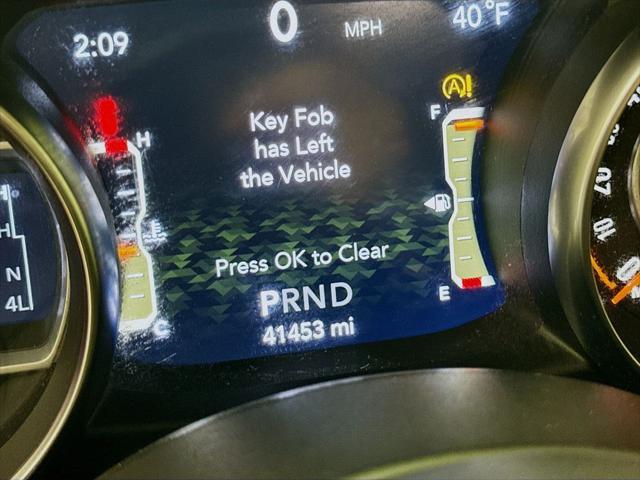 2:09
0
MPH
40°F
A!
H
F
Key Fob
has Left
the Vehicle
Press OK to Clear
PRND
41453 mi
C
E
H
N
4L